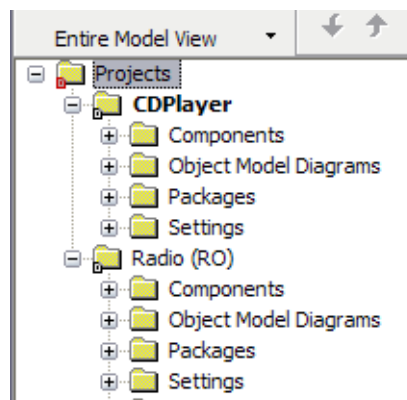 Entire Model View
Projects
CDPlayer
Components
Object Model Diagrams
Packages
Settings
Radio (RO)
Components
Object Model Diagrams
Packages
Settings